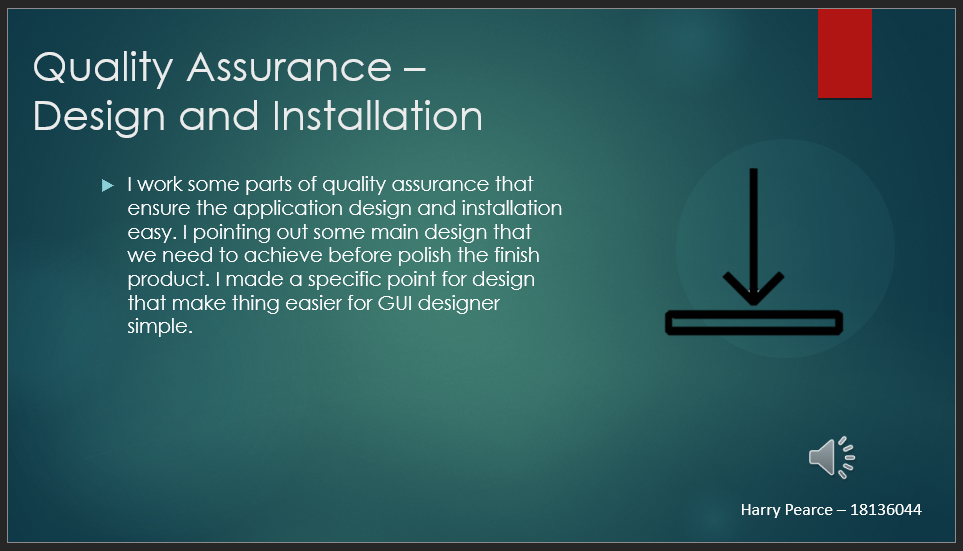 Quality Assurance –
Design and Installation
I work some parts of quality assurance that
ensure the application design and installation
easy. I pointing out some main design that
we need to achieve before polish the finish
product. I made a specific point for design
that make thing easier for GUI designer
simple.
Harry Pearce – 18136044